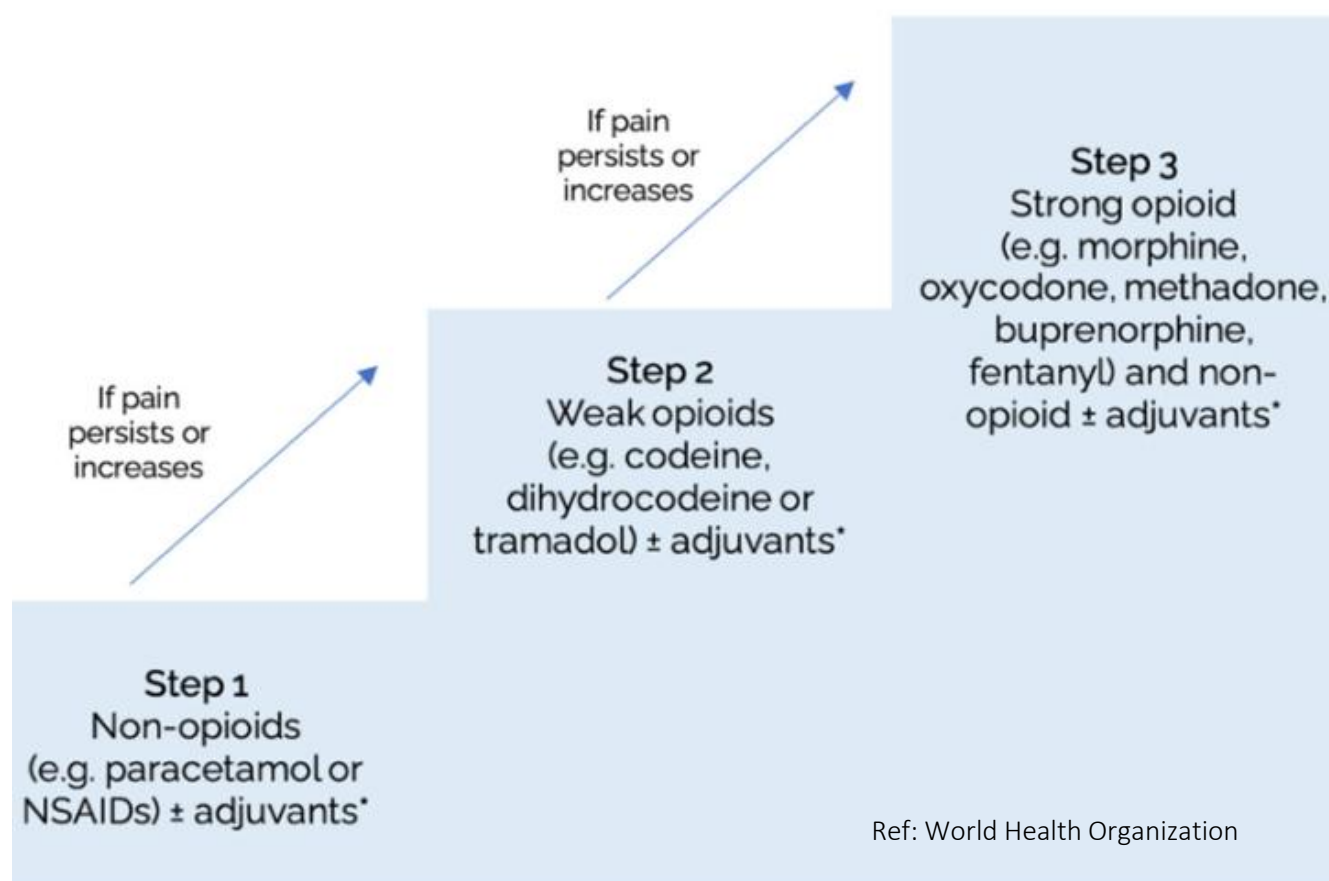 If pain
persists or
increases
Step 3
Strong opioid
(e.g. morphine,
oxycodone, methadone,
buprenorphine,
fentanyl) and non-
opioid ± adjuvants*
If pain
persists or
increases
Step 2
Weak opioids
(e.g. codeine,
dihydrocodeine or
tramadol) ± adjuvants*
Step 1
Non-opioids
(e.g. paracetamol or
NSAIDs) ± adjuvants*
Ref: World Health Organization